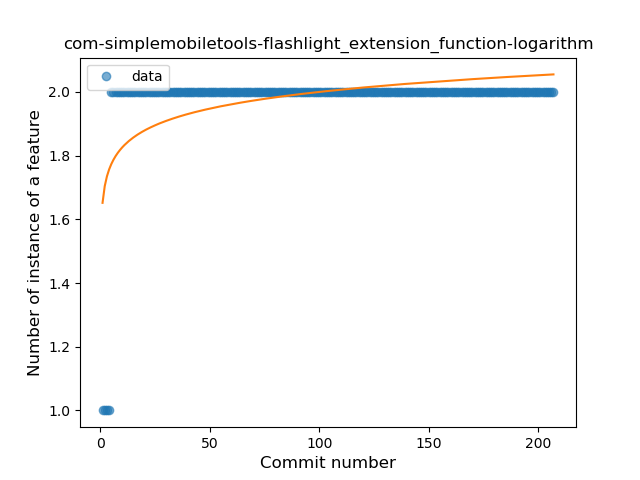 com-simplemobiletools-flashlight_extension_function-logarithm
data
Number of instance of a feature
2.0
1.8
1.6
1.4
1.2
1.0
0
50
100
150
200
Commit number